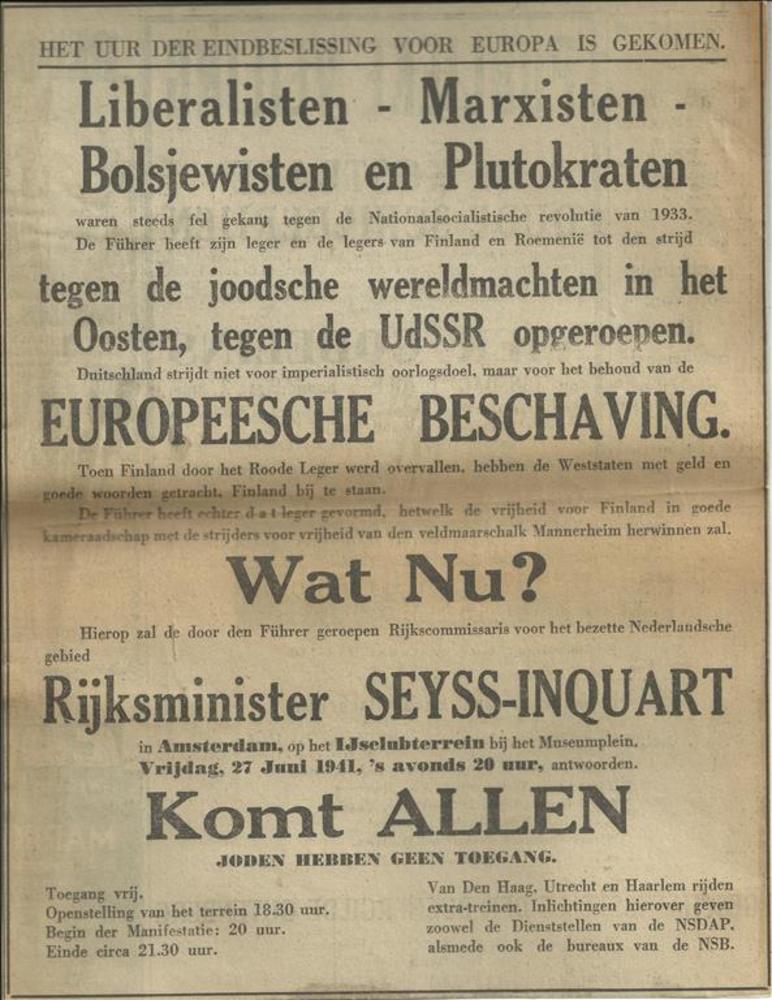 HET UUR DER EINDBESLISSING VOOR EUROPA IS GEKOMEN.
Liberalisten - Marxisten -
Bolsjewisten en Plutokraten
waren steeds fel gekant tegen de Nationaalsocialistische revolutie van 1933.
De Führer heeft zijn leger en de legers van Finland en Roemenië tot den strijd
tegen de joodsche wereldmachten in het
Oosten, tegen de UdSSR opgeroepen.
Duitschland strijdt niet voor imperialistisch oorlogsdoel, maar voor het behoud van de
EUROPEESCHE BESCHAVING.
Toen Finland door het Roode Leger werd overvallen, hebben de Weststaten met geld en
goede woorden getracht, Finland bij te staan.
De Führer heeft echter d a t leger gevormd, hetwelk de vrijheid voor Finland in goede
kameraadschap met de strijders voor vrijheid van den veldmaarschalk Mannerheim herwinnen zal.
Wat Nu?
Hierop zal de door den Führer geroepen Rijkscommissaris voor het bezette Nederlandsche
gebied
Rijksminister SEYSS-INQUART
in Amsterdam, op het IJsclubterrein bij het Museumplein,
Vrijdag, 27 Juni 1941, 's avonds 20 uur, antwoorden.
Komt ALLEN
JODEN HEBBEN GEEN TOEGANG.
Toegang vrij.
Openstelling van het terrein 18.30 uur.
Begin der Manifestatie: 20 uur.
Einde circa 21.30 uur.
Van Den Haag, Utrecht en Haarlem rijden
extra-treinen. Inlichtingen hierover geven
zoowel de Dienststellen van de NSDAP,
alsmede ook de bureaux van de NSB.